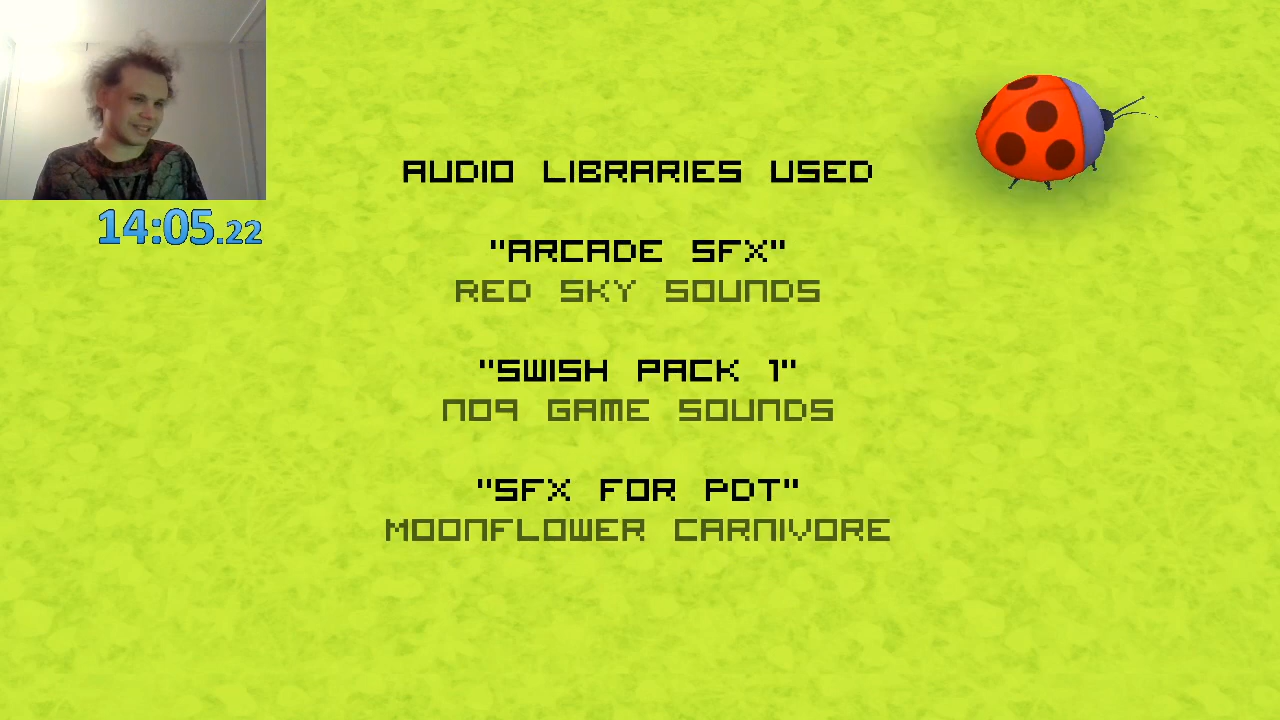 14:05.22
AUDIO LIBRARIES USED
"ARCADE SFX"
RED SKY SOUNDS
"SWISH PACK 1"
NO9 GAME SOUNDS
"SFX FOR PDT"
MOONFLOWER CARNIVORE